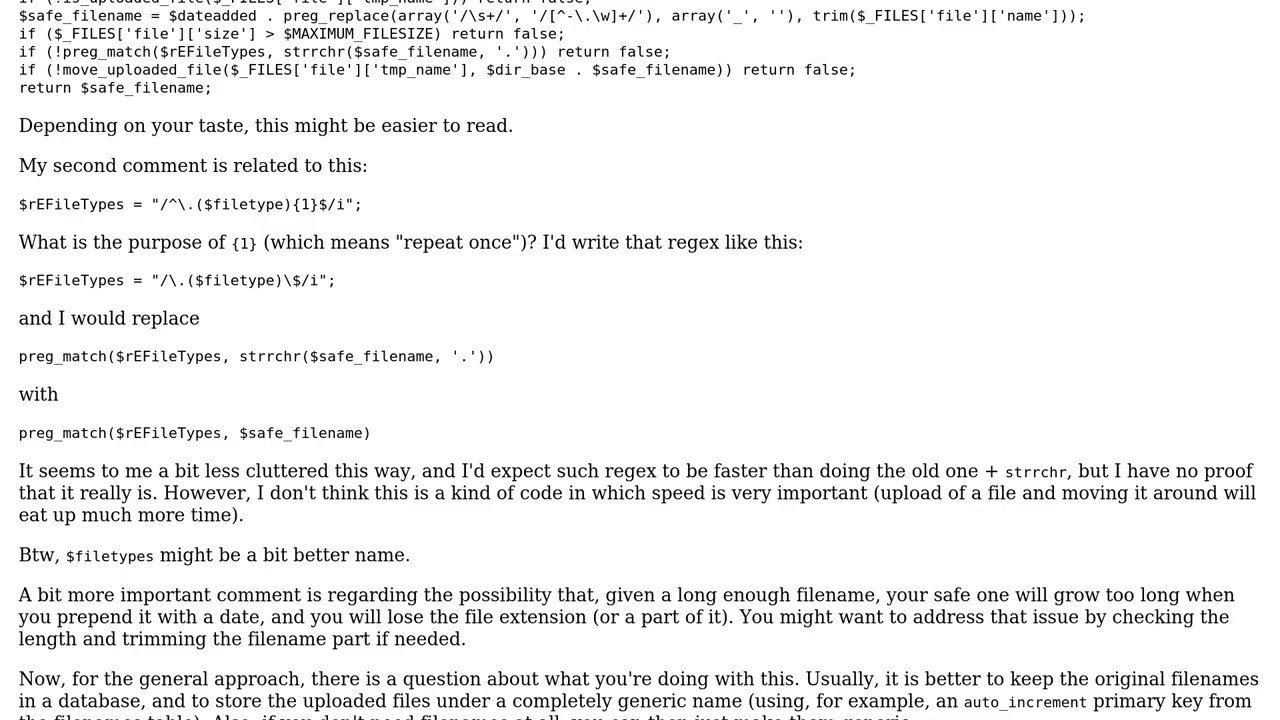 $safe_filename = $dateadded . preg_replace(array('/\s+/', '/[^-\.\w]+/'), array('_', ''), trim($_FILES['file']['name']));
if ($_FILES['file']['size'] > $MAXIMUM_FILESIZE) return false;
if (!preg_match($rEFileTypes, strrchr($safe_filename, '.'))) return false;
if (!move_uploaded_file($_FILES['file']['tmp_name'], $dir_base . $safe_filename)) return false;
return $safe_filename;
Depending on your taste, this might be easier to read.
My second comment is related to this:
$rEFileTypes = "/^\.($filetype){1}$/i";
What is the purpose of {1} (which means "repeat once")? I'd write that regex like this:
$rEFileTypes = "/\.($filetype)\$/i";
and I would replace
preg_match($rEFileTypes, strrchr($safe_filename, '.'))
with
preg_match($rEFileTypes, $safe_filename)
It seems to me a bit less cluttered this way, and I'd expect such regex to be faster than doing the old one + strrchr, but I have no proof
that it really is. However, I don't think this is a kind of code in which speed is very important (upload of a file and moving it around will
eat up much more time).
Btw, $filetypes might be a bit better name.
A bit more important comment is regarding the possibility that, given a long enough filename, your safe one will grow too long when
you prepend it with a date, and you will lose the file extension (or a part of it). You might want to address that issue by checking the
length and trimming the filename part if needed.
Now, for the general approach, there is a question about what you're doing with this. Usually, it is better to keep the original filenames
in a database, and to store the uploaded files under a completely generic name (using, for example, an auto_increment primary key from